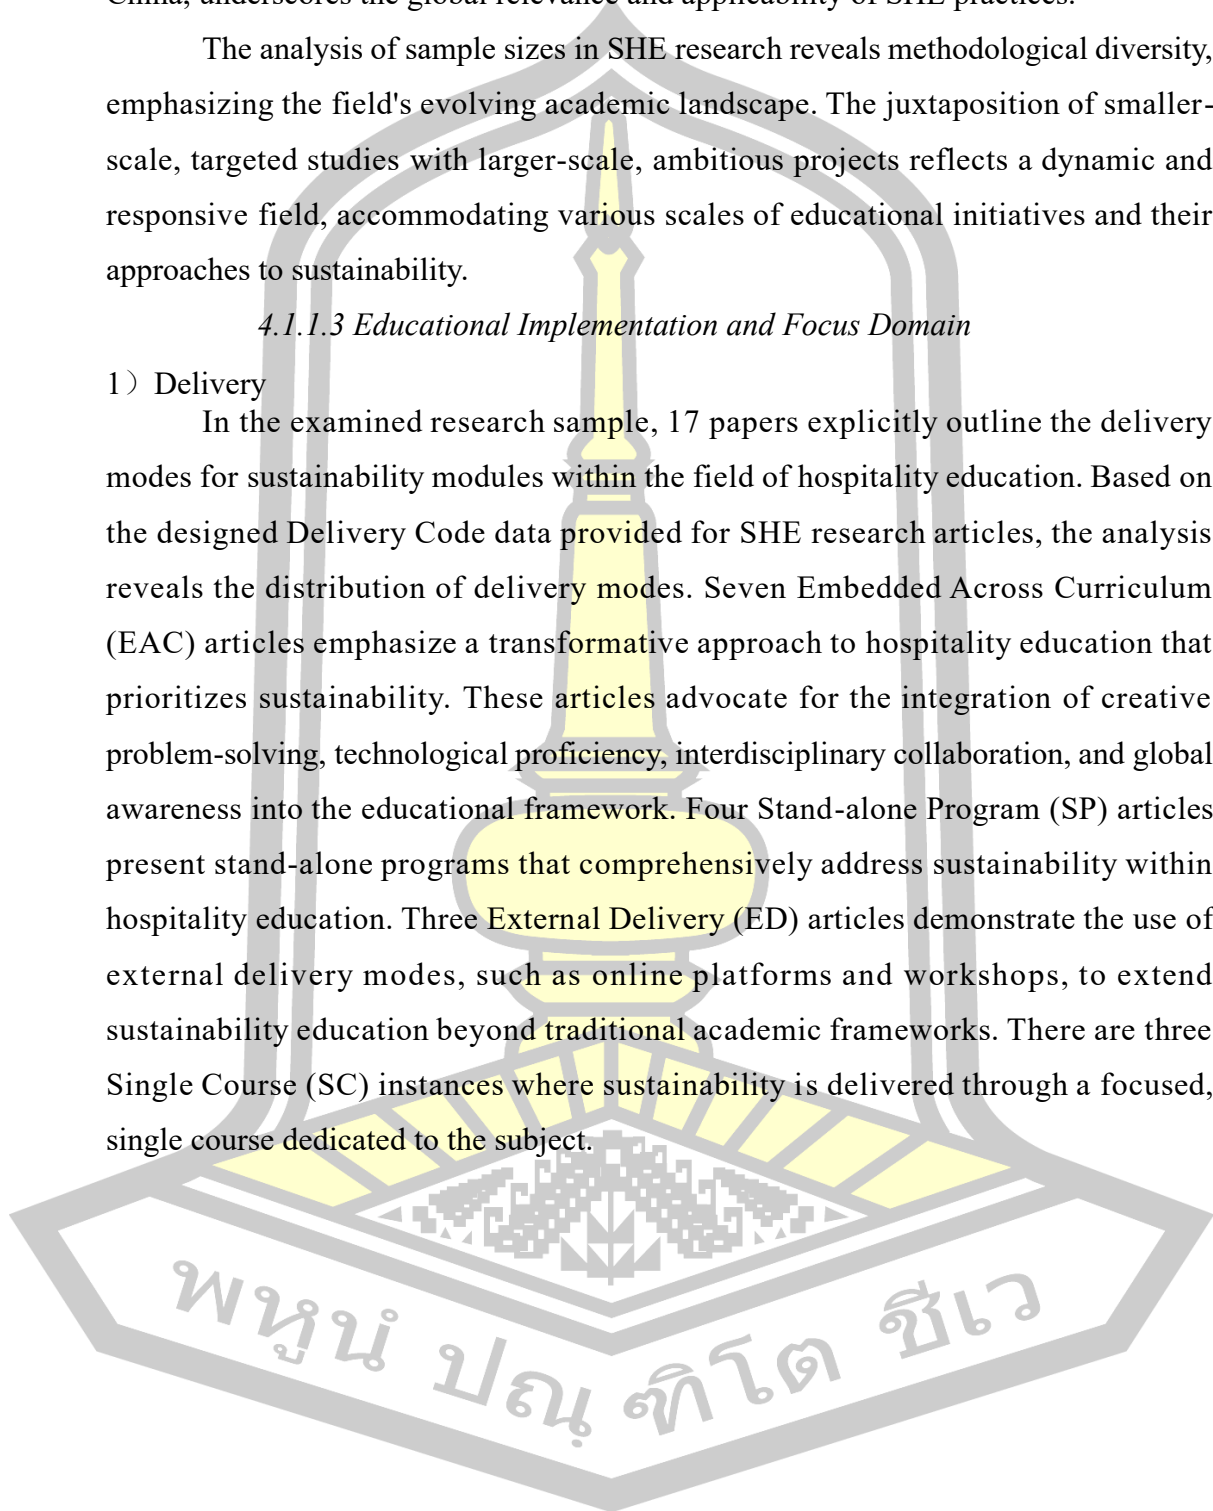 China, underscores the global relevance and applicability of SHE practices.
The analysis of sample sizes in SHE research reveals methodological diversity,
emphasizing the field's evolving academic landscape. The juxtaposition of smaller-
scale, targeted studies with larger-scale, ambitious projects reflects a dynamic and
responsive field, accommodating various scales of educational initiatives and their
approaches to sustainability.
4.1.1.3 Educational Implementation and Focus Domain
1）Delivery
In the examined research sample, 17 papers explicitly outline the delivery
modes for sustainability modules within the field of hospitality education. Based on
the designed Delivery Code data provided for SHE research articles, the analysis
reveals the distribution of delivery modes. Seven Embedded Across Curriculum
(EAC) articles emphasize a transformative approach to hospitality education that
prioritizes sustainability. These articles advocate for the integration of creative
problem-solving, technological proficiency, interdisciplinary collaboration, and global
awareness into the educational framework. Four Stand-alone Program (SP) articles
present stand-alone programs that comprehensively address sustainability within
hospitality education. Three External Delivery (ED) articles demonstrate the use of
external delivery modes, such as online platforms and workshops, to extend
sustainability education beyond traditional academic frameworks. There are three
Single Course (SC) instances where sustainability is delivered through a focused,
single course dedicated to the subject.
พหูนํ ปณฺฑิโต ชีเว